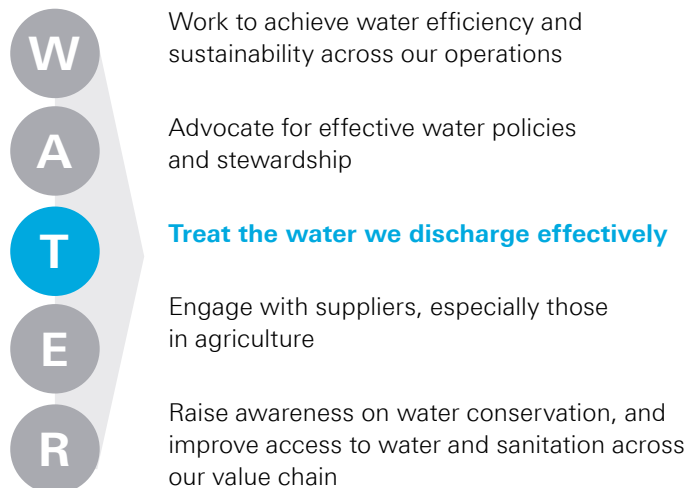 W
Work to achieve water efficiency and
sustainability across our operations
A
Advocate for effective water policies
and stewardship
T
Treat the water we discharge effectively
E
Engage with suppliers, especially those
in agriculture
R
Raise awareness on water conservation, and
improve access to water and sanitation across
our value chain